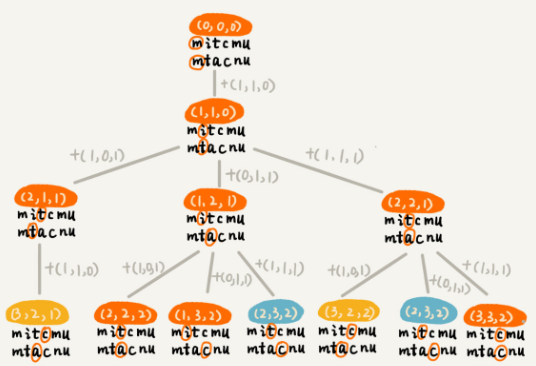 (0,0,0)
mitcmu
mtacnu
+(1,1,0)
(1,1,0)
mitcmu
mtacnu
+(1,0,1)
+(0,1,1)
+(1,1,1)
(2,1,1)
mitcmu
mtacnu
(1,2,1)
mitcmu
mtacnu
(2,2,1)
mitcmu
mtacnu
+(1,1,0)
+(1,0,1)
+(0,1,1)
+(1,1,1)
+(1,0,1)
+(0,1,1)
+(1,1,1)
(3,2,1)
mitcmu
mtacnu
(2,2,2)
mitcmu
mtacnu
(1,3,2)
mitcmu
mtacnu
(2,3,2)
mitcmu
mtacnu
(3,2,2)
mitcmu
mtacnu
(2,3,2)
mitcmu
mtacnu
(3,3,2)
mitcmu
mtacnu